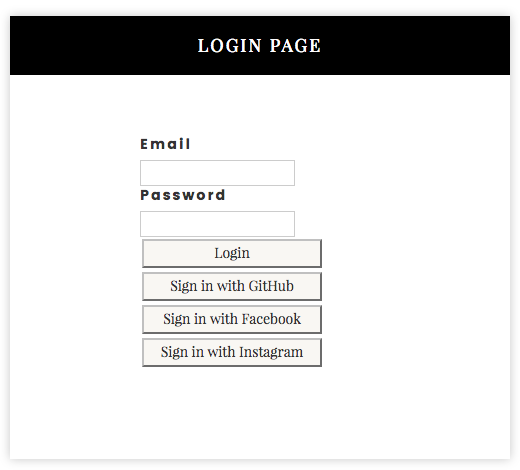 LOGIN PAGE
Email
Password
Login
Sign in with GitHub
Sign in with Facebook
Sign in with Instagram